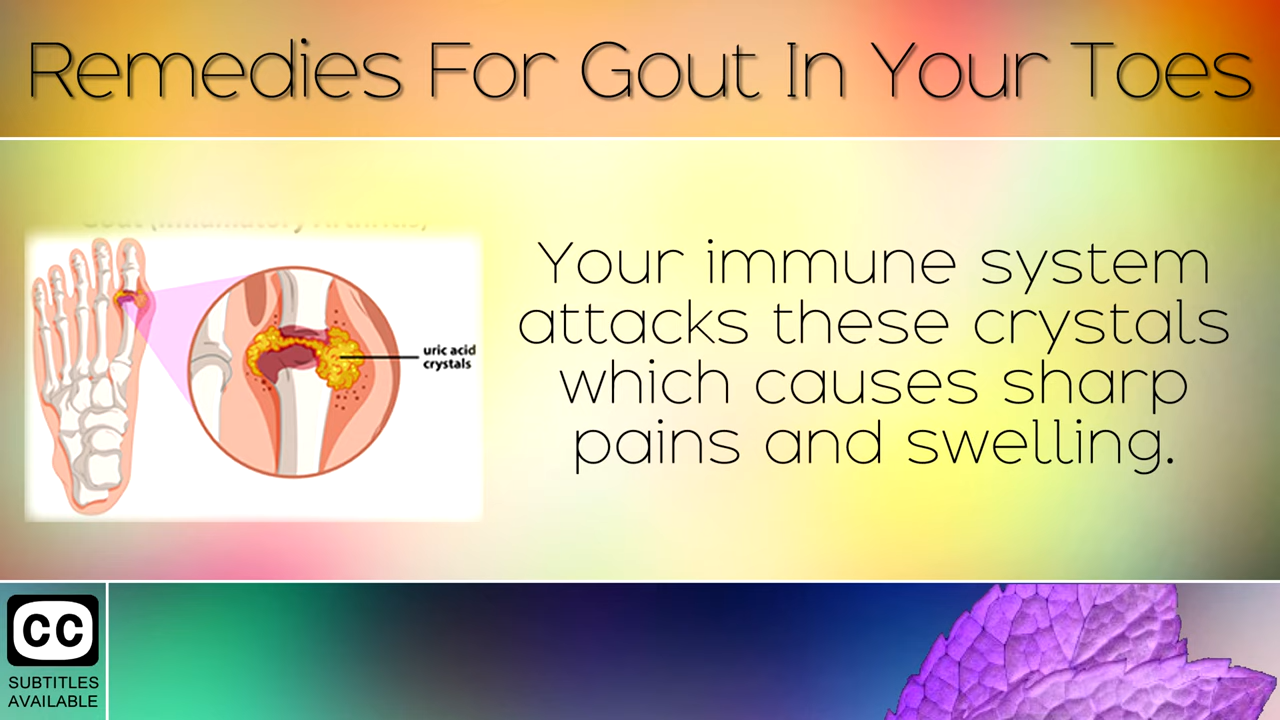 Remedies For Gout In Your Toes
Your immune system
attacks these crystals
which causes sharp
pains and swelling.
uric acid
crystals
CC
SUBTITLES
AVAILABLE